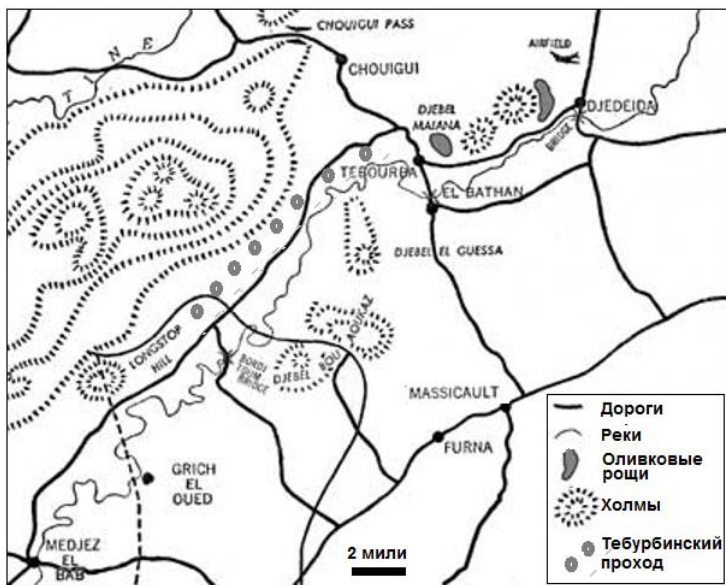 CHOUIGUI PASS
TINE
CHOUIGUI
AIRFIELD
DJEBEL
MAIANA
DJEDEIDA
BRIDGE
TEBOURBA
EL BATHAN
DJEBEL EL GUESSA
LONGSTOP
HILL
BORDJ
TOUM
BRIDGE
DJEBEL
BOU
AOUKAZ
MASSICAULT
FURNA
GRICH
EL
OUED
MEDJEZ
EL
BAB
2 мили
Дороги
Реки
Оливковые
рощи
Холмы
Тебурбинский
проход